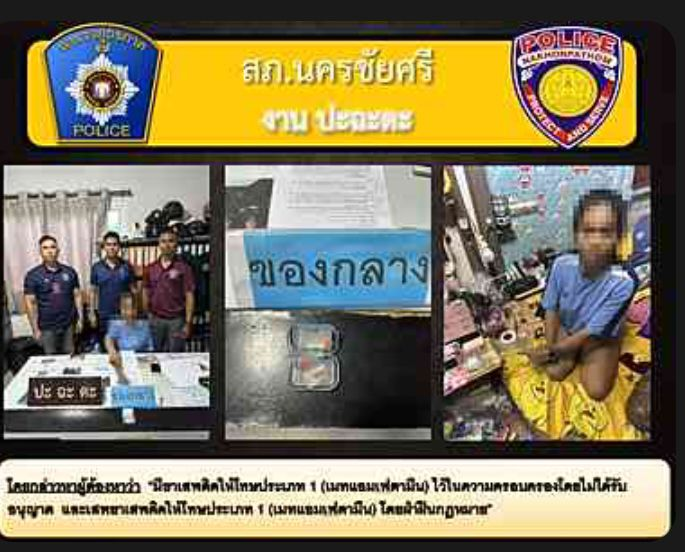 สภ.นครชัยศรี
งาน ปะฉะดะ
POLICE
POLICE
NAKHONPATHOM
PROTECT AND SERVE
ของกลาง
ปะ ฉะ ดะ
โดยกล่าวหาผู้ต้องหาว่า "มียาเสพติดให้โทษประเภท 1 (เมทแอมเฟตามีน) ไว้ในความครอบครองโดยไม่ได้รับ
อนุญาต และเสพยาเสพติดให้โทษประเภท 1 (เมทแอมเฟตามีน) โดยฝ่าฝืนกฎหมาย"